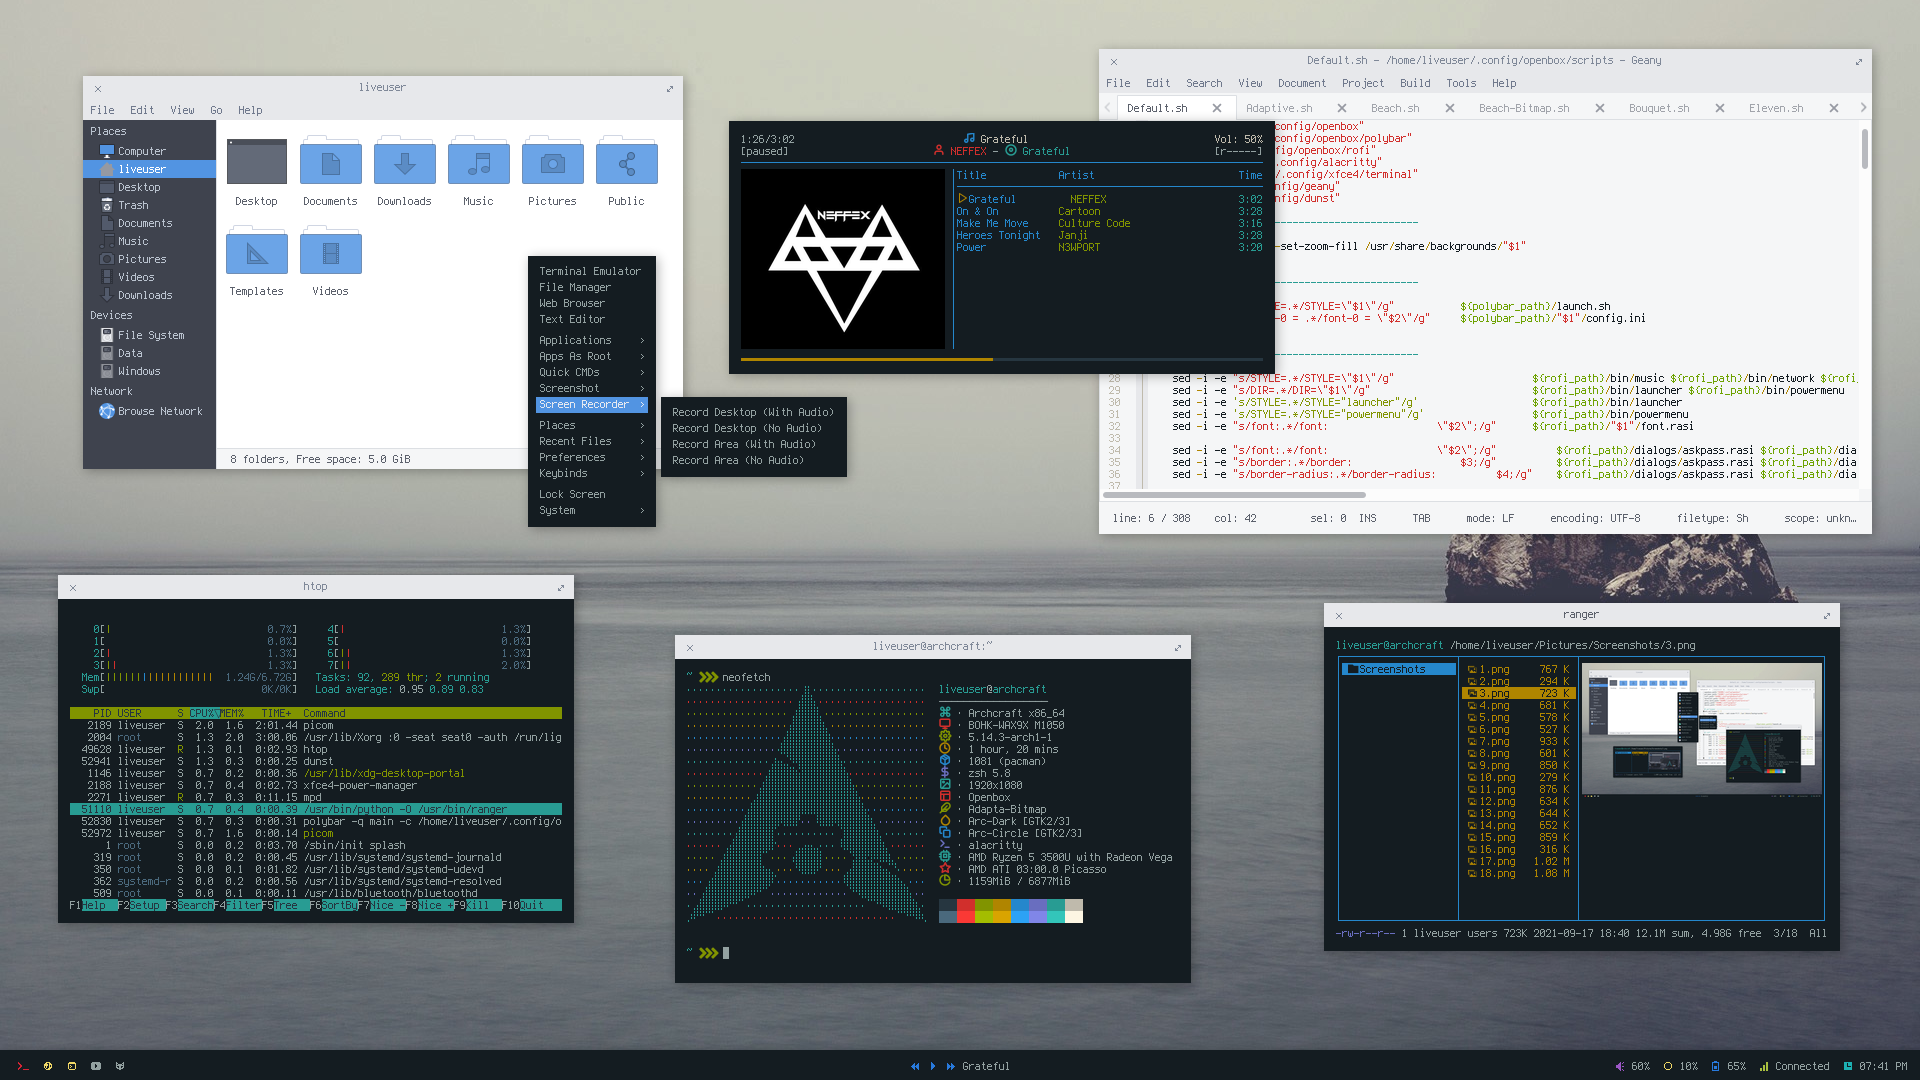 liveuser
File Edit View Go Help
Places
Computer
liveuser
Desktop
Trash
Documents
Music
Pictures
Videos
Downloads
Devices
File System
Data
Windows
Network
Browse Network
Desktop Documents Downloads Music Pictures Public
Templates Videos
8 folders, Free space: 5.0 GiB
Terminal Emulator
File Manager
Web Browser
Text Editor
Applications
Apps As Root
Quick CMDs
Screenshot
Screen Recorder
Places
Recent Files
Preferences
Keybinds
Lock Screen
System
Record Desktop (With Audio)
Record Desktop (No Audio)
Record Area (With Audio)
Record Area (No Audio)
1:26/3:02 Grateful Vol: 50%
[paused] NEFFEX - Grateful [r-----]
NEFFEX
Title Artist Time
Grateful NEFFEX 3:02
On & On Cartoon 3:28
Make Me Move Culture Code 3:16
Heroes Tonight Janji 3:28
Power N3WPORT 3:20
Default.sh - /home/liveuser/.config/openbox/scripts - Geany
File Edit Search View Document Project Build Tools Help
Default.sh Adaptive.sh Beach.sh Beach-Bitmap.sh Bouquet.sh Eleven.sh
config/openbox"
config/polybar"
nfig/openbox/rofi"
.config/alacritty"
/.config/xfce4/terminal"
nfig/geany"
nfig/dunst"
------------------------
-set-zoom-fill /usr/share/backgrounds/"$1"
------------------------
TYLE=.*/STYLE=\"$1\"/g" ${polybar_path}/launch.sh
t-0 = .*/font-0 = \"$2\"/g" ${polybar_path}/"$1"/config.ini
------------------------
28 sed -i -e "s/STYLE=.*/STYLE=\"$1\"/g" ${rofi_path}/bin/music ${rofi_path}/bin/network ${rofi_
29 sed -i -e "s/DIR=.*/DIR=\"$1\"/g" ${rofi_path}/bin/launcher ${rofi_path}/bin/powermenu
30 sed -i -e 's/STYLE=.*/STYLE="launcher"/g' ${rofi_path}/bin/launcher
31 sed -i -e 's/STYLE=.*/STYLE="powermenu"/g' ${rofi_path}/bin/powermenu
32 sed -i -e "s/font:.*/font: \"$2\";/g" ${rofi_path}/"$1"/font.rasi
33
34 sed -i -e "s/font:.*/font: \"$2\";/g" ${rofi_path}/dialogs/askpass.rasi ${rofi_path}/dia
35 sed -i -e "s/border:.*/border: $3;/g" ${rofi_path}/dialogs/askpass.rasi ${rofi_path}/dia
36 sed -i -e "s/border-radius:.*/border-radius: $4;/g" ${rofi_path}/dialogs/askpass.rasi ${rofi_path}/dia
37
line: 6 / 308 col: 42 sel: 0 INS TAB mode: LF encoding: UTF-8 filetype: Sh scope: unkn…
htop
0[| 0.7%] 4[| 1.3%]
1[ 0.0%] 5[ 0.0%]
2[| 1.3%] 6[|| 1.3%]
3[|| 1.3%] 7[|| 2.0%]
Mem[|||||||||||||||||| 1.24G/6.72G] Tasks: 92, 289 thr; 2 running
Swp[ 0K/0K] Load average: 0.95 0.89 0.83
PID USER S CPU%▽MEM% TIME+ Command
2189 liveuser S 2.0 1.6 2:01.44 picom
2004 root S 1.3 2.0 3:00.06 /usr/lib/Xorg :0 -seat seat0 -auth /run/lig
49628 liveuser R 1.3 0.1 0:02.93 htop
52941 liveuser S 1.3 0.3 0:00.25 dunst
1146 liveuser S 0.7 0.2 0:00.36 /usr/lib/xdg-desktop-portal
2188 liveuser S 0.7 0.4 0:02.73 xfce4-power-manager
2271 liveuser R 0.7 0.3 0:11.15 mpd
51110 liveuser S 0.7 0.4 0:00.39 /usr/bin/python -O /usr/bin/ranger
52830 liveuser S 0.7 0.3 0:00.31 polybar -q main -c /home/liveuser/.config/o
52972 liveuser S 0.7 1.6 0:00.14 picom
1 root S 0.0 0.2 0:03.70 /sbin/init splash
319 root S 0.0 0.2 0:00.45 /usr/lib/systemd/systemd-journald
350 root S 0.0 0.1 0:01.82 /usr/lib/systemd/systemd-udevd
362 systemd-r S 0.0 0.2 0:00.56 /usr/lib/systemd/systemd-resolved
509 root S 0.0 0.1 0:00.11 /usr/lib/bluetooth/bluetoothd
F1Help F2Setup F3SearchF4FilterF5Tree F6SortByF7Nice -F8Nice +F9Kill F10Quit
liveuser@archcraft:~
~ neofetch
liveuser@archcraft
· Archcraft x86_64
· BOHK-WAX9X M1050
· 5.14.3-arch1-1
· 1 hour, 20 mins
· 1081 (pacman)
· zsh 5.8
· 1920x1080
· Openbox
· Adapta-Bitmap
· Arc-Dark [GTK2/3]
· Arc-Circle [GTK2/3]
· alacritty
· AMD Ryzen 5 3500U with Radeon Vega
· AMD ATI 03:00.0 Picasso
· 1159MiB / 6877MiB
~
ranger
liveuser@archcraft /home/liveuser/Pictures/Screenshots/3.png
Screenshots
1.png 767 K
2.png 294 K
3.png 723 K
4.png 681 K
5.png 578 K
6.png 527 K
7.png 933 K
8.png 601 K
9.png 850 K
10.png 279 K
11.png 876 K
12.png 634 K
13.png 644 K
14.png 652 K
15.png 859 K
16.png 316 K
17.png 1.02 M
18.png 1.08 M
-rw-r--r-- 1 liveuser users 723K 2021-09-17 18:40 12.1M sum, 4.98G free 3/18 All
Grateful
60% 10% 65% Connected 07:41 PM